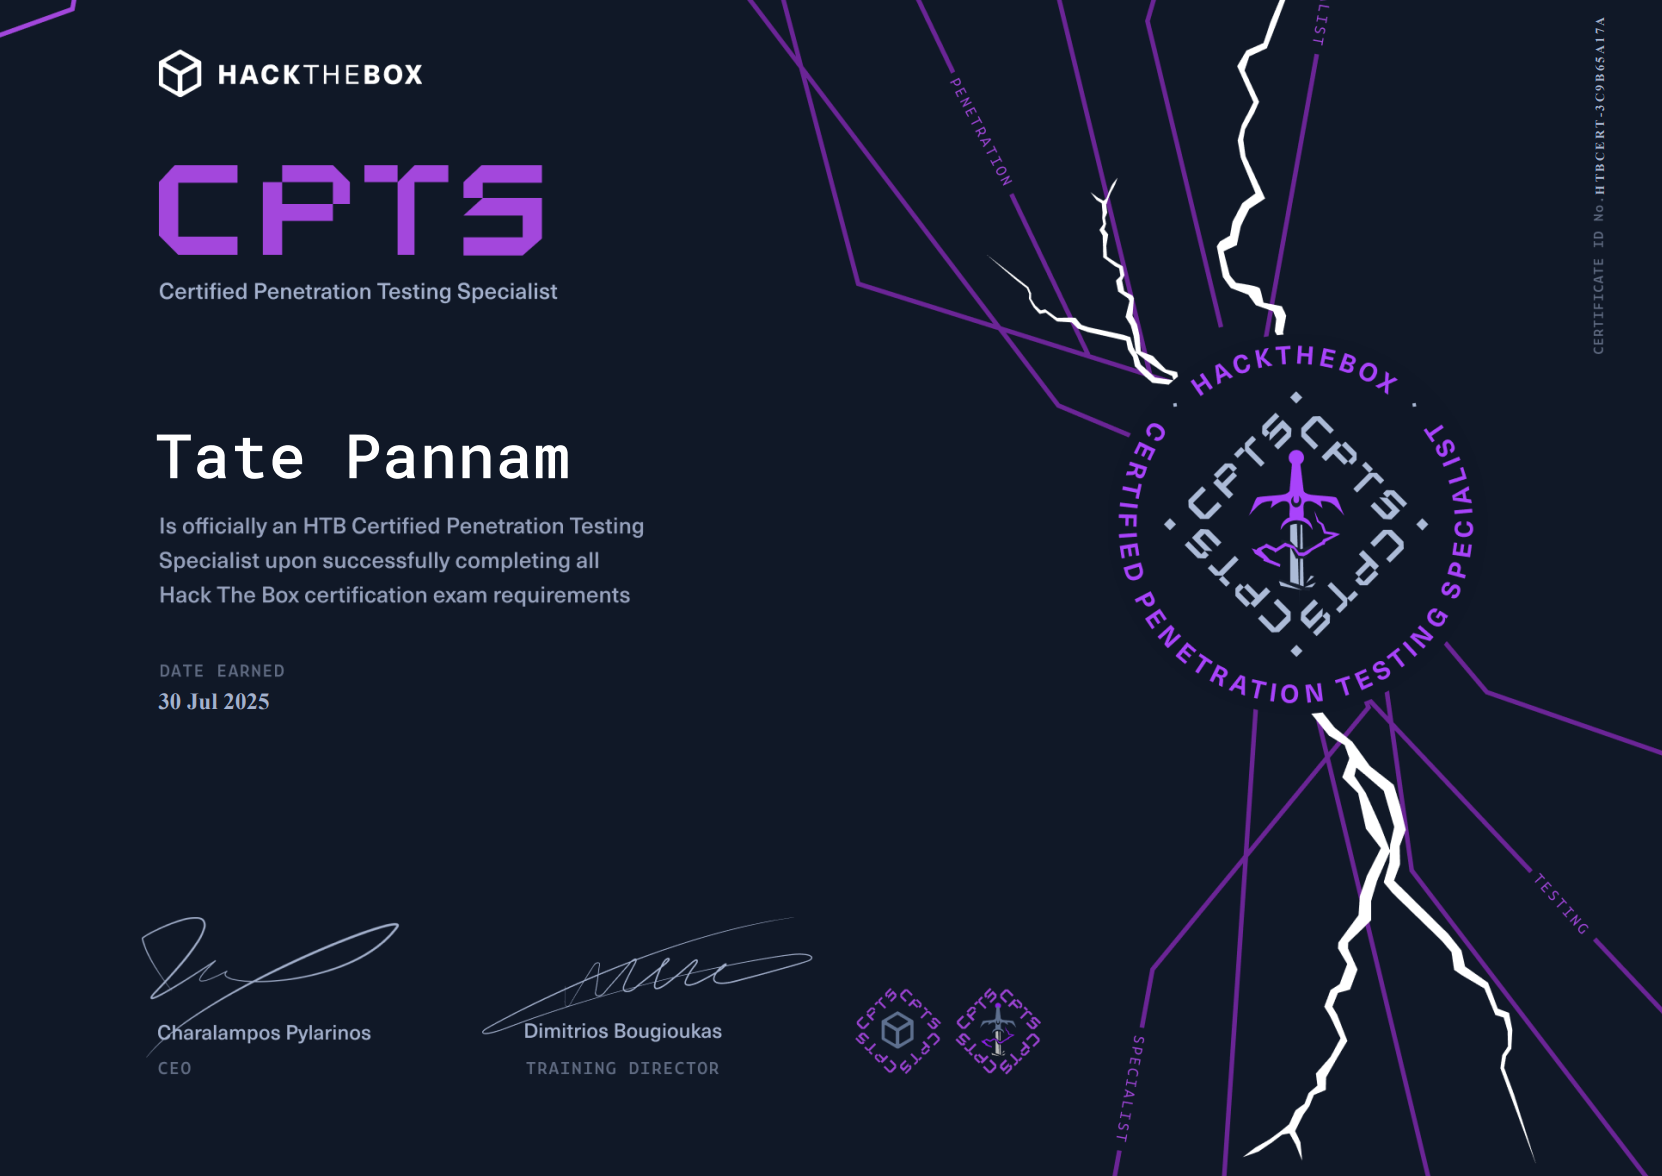 HACKTHEBOX
CPTS
Certified Penetration Testing Specialist
Tate Pannam
Is officially an HTB Certified Penetration Testing
Specialist upon successfully completing all
Hack The Box certification exam requirements
DATE EARNED
30 Jul 2025
Charalampos Pylarinos
CEO
Dimitrios Bougioukas
TRAINING DIRECTOR
CPTS CPTS CPTS CPTS
CPTS CPTS CPTS CPTS
PENETRATION
LIST
CERTIFICATE ID No.HTBCERT-3C9B65A17A
HACKTHEBOX
CERTIFIED PENETRATION TESTING SPECIALIST
CPTS CPTS CPTS CPTS
TESTING
SPECIALIST